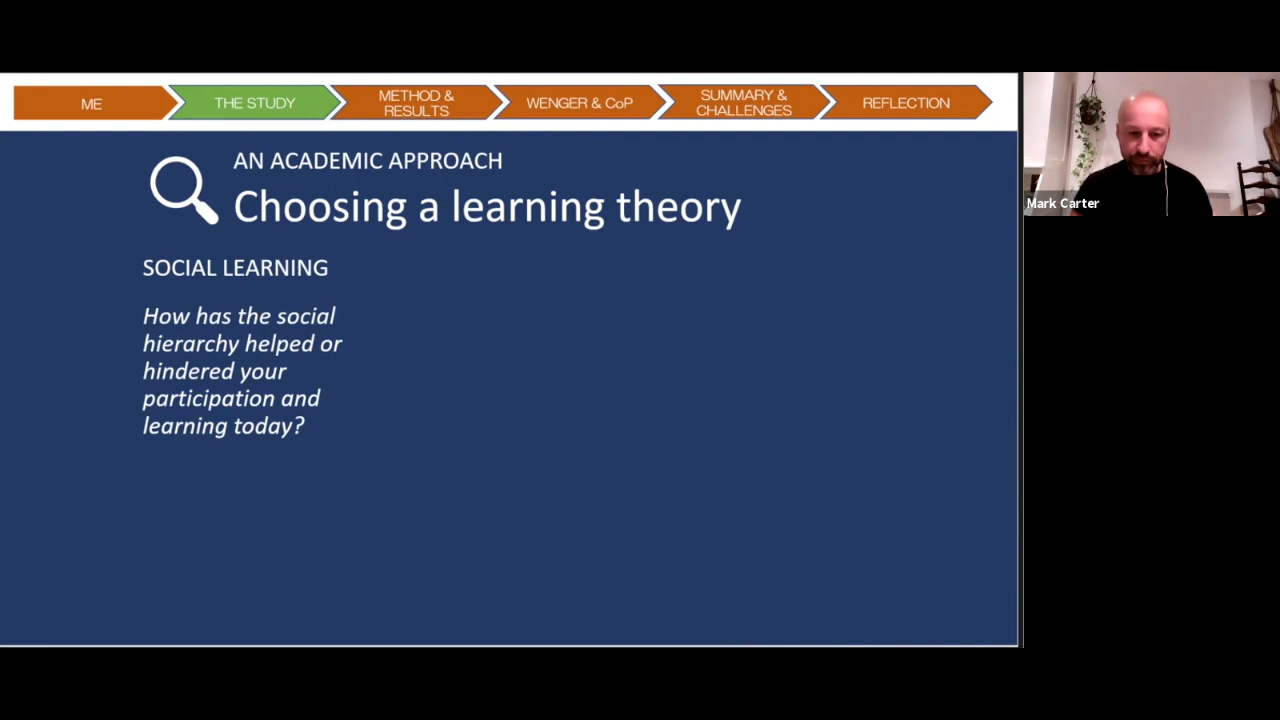 ME
THE STUDY
METHOD &
RESULTS
WENGER & CoP
SUMMARY &
CHALLENGES
REFLECTION
AN ACADEMIC APPROACH
Choosing a learning theory
SOCIAL LEARNING
How has the social
hierarchy helped or
hindered your
participation and
learning today?
Mark Carter